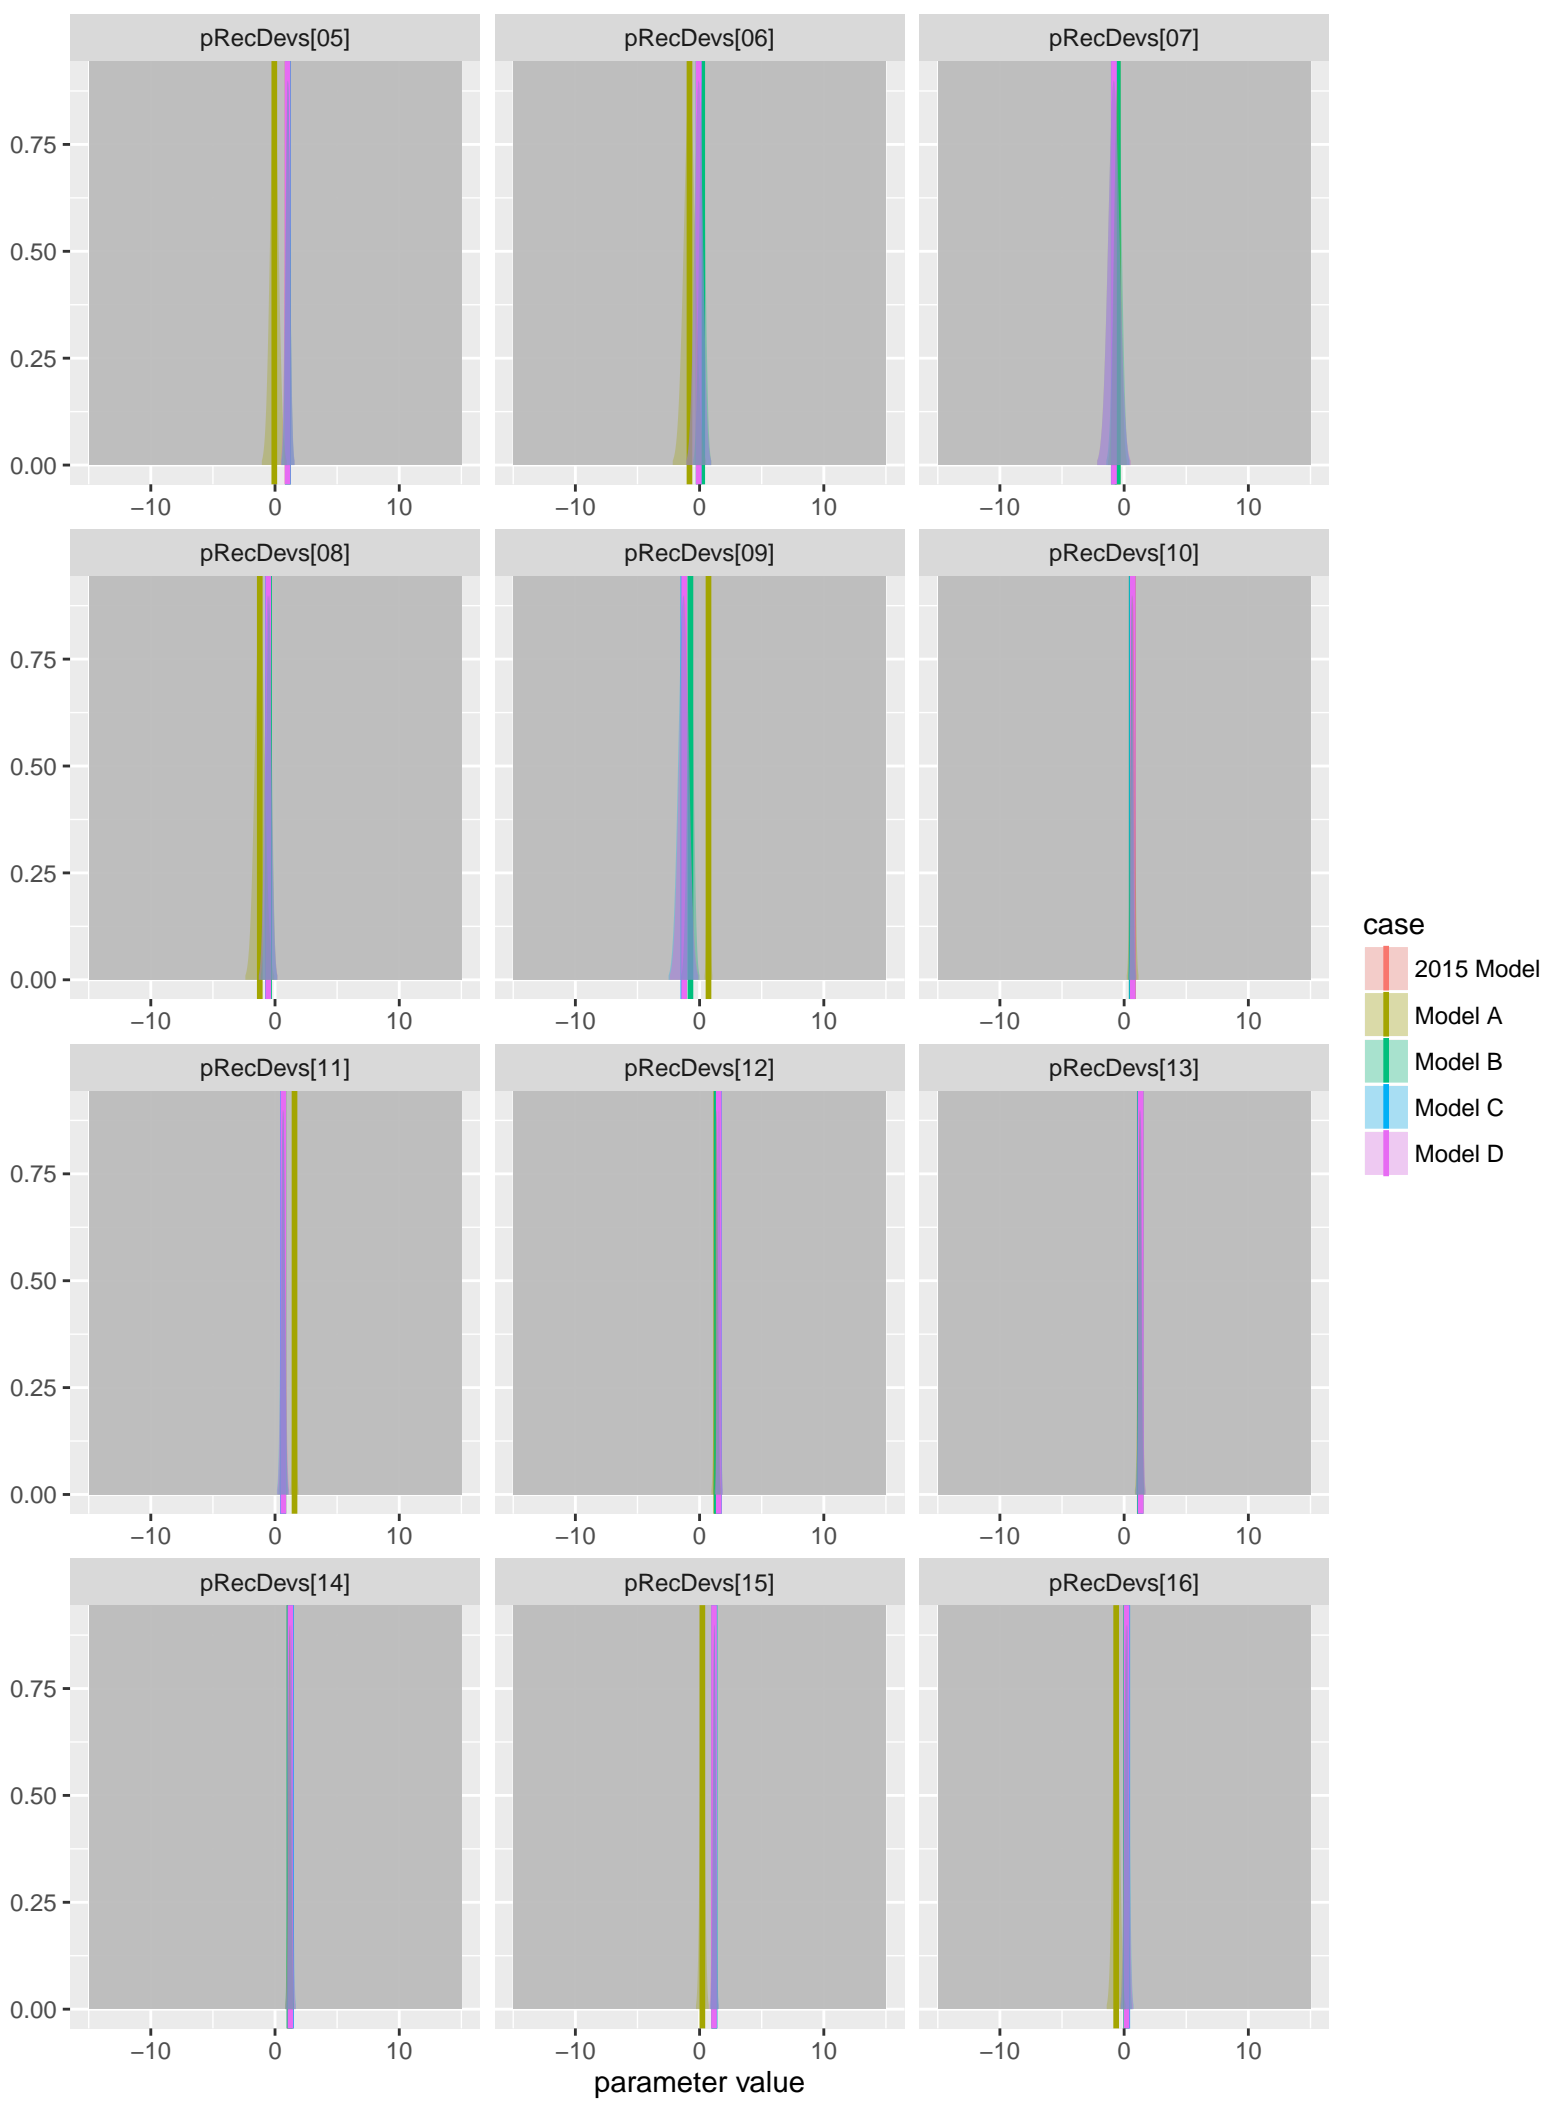 pRecDevs[05] pRecDevs[06] pRecDevs[07]
0.75
0.50
0.25
0.00
−10 0 10 −10 0 10 −10 0 10
pRecDevs[08] pRecDevs[09] pRecDevs[10]
0.75
0.50
0.25
0.00
−10 0 10 −10 0 10 −10 0 10
pRecDevs[11] pRecDevs[12] pRecDevs[13]
0.75
0.50
0.25
0.00
−10 0 10 −10 0 10 −10 0 10
pRecDevs[14] pRecDevs[15] pRecDevs[16]
0.75
0.50
0.25
0.00
−10 0 10 −10 0 10 −10 0 10
parameter value
case
2015 Model
Model A
Model B
Model C
Model D